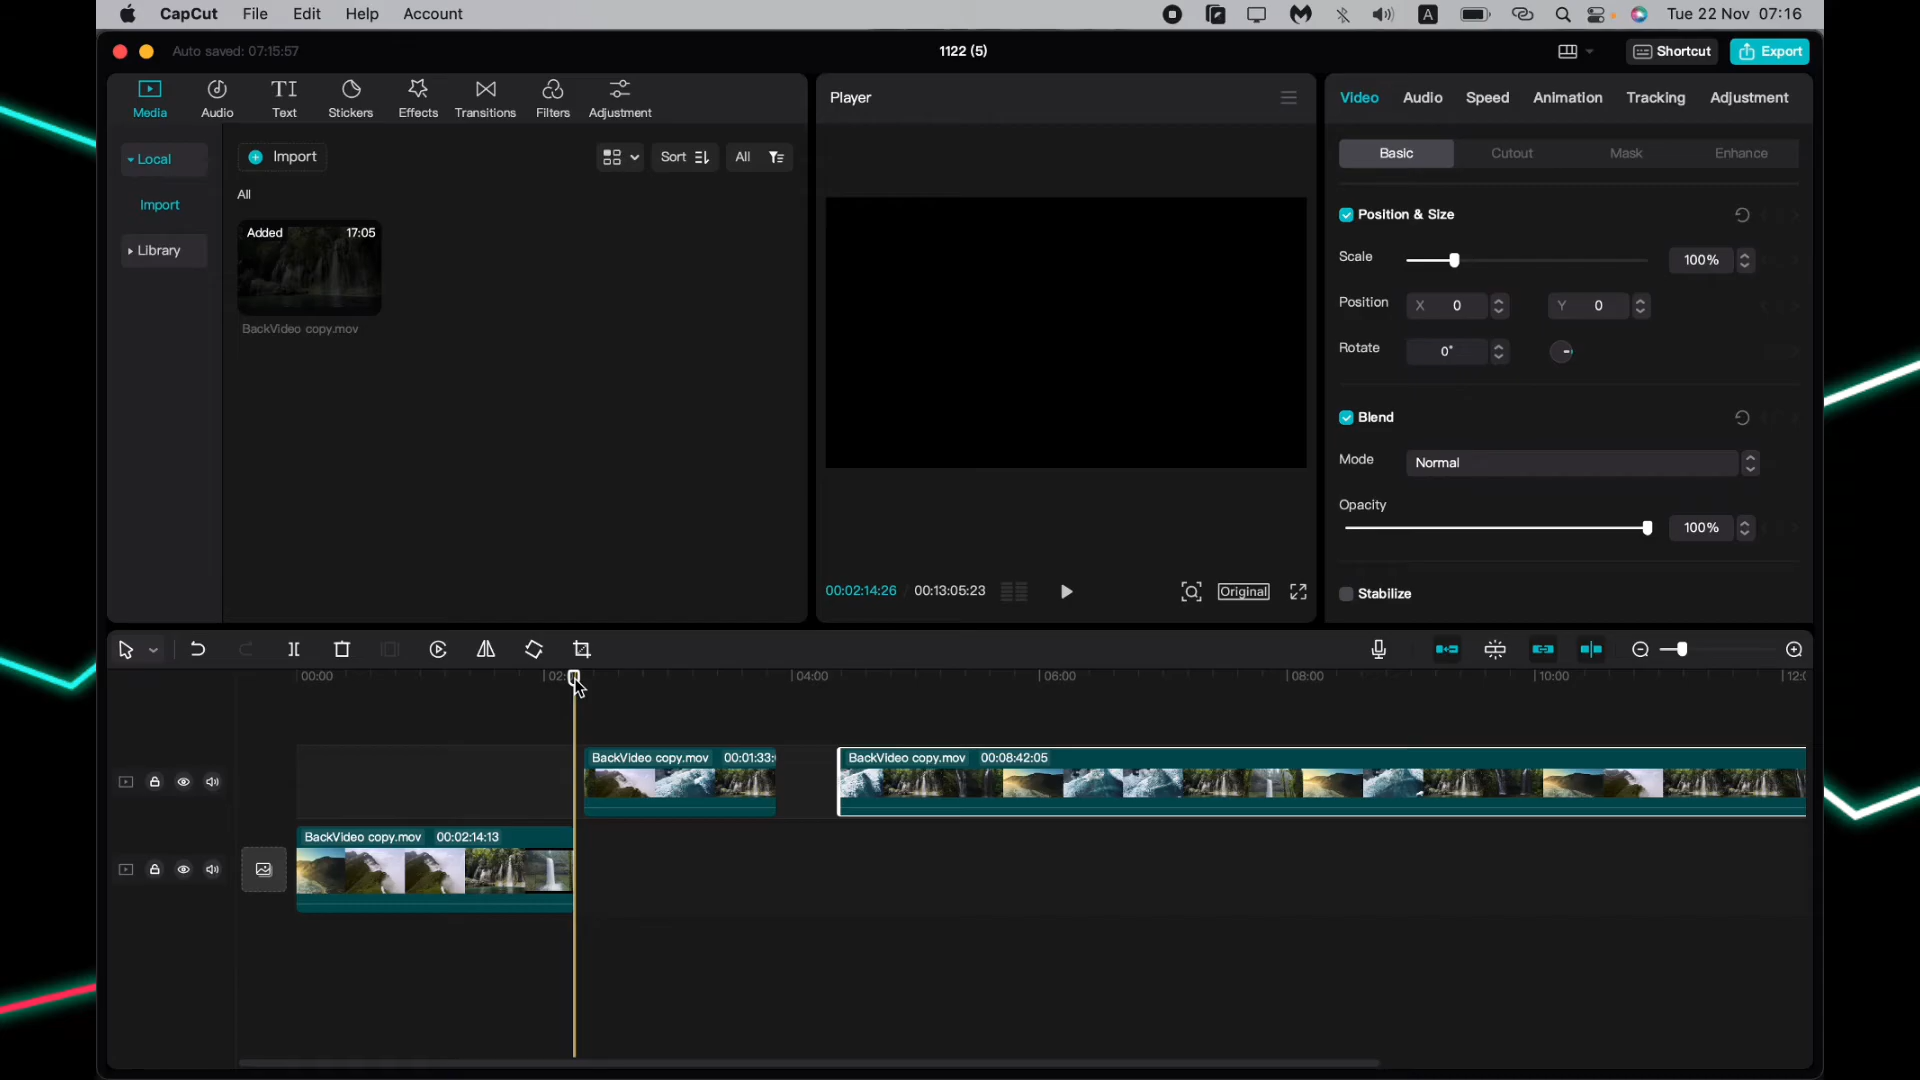 CapCut File Edit Help Account A Tue 22 Nov 07:16
Auto saved: 07:15:57 1122 (5) Shortcut Export
Media Audio TI Text Stickers Effects Transitions Filters Adjustment
Local
Import
Library
Import Sort All
All
Added 17:05
BackVideo copy.mov
Player
00:02:14:26 00:13:05:23 Original
Video Audio Speed Animation Tracking Adjustment
Basic Cutout Mask Enhance
Position & Size
Scale 100%
Position X 0 Y 0
Rotate 0°
Blend
Mode Normal
Opacity
100%
Stabilize
00:00 04:00 06:00 08:00 10:00
BackVideo copy.mov 00:01:33: BackVideo copy.mov 00:08:42:05
BackVideo copy.mov 00:02:14:13